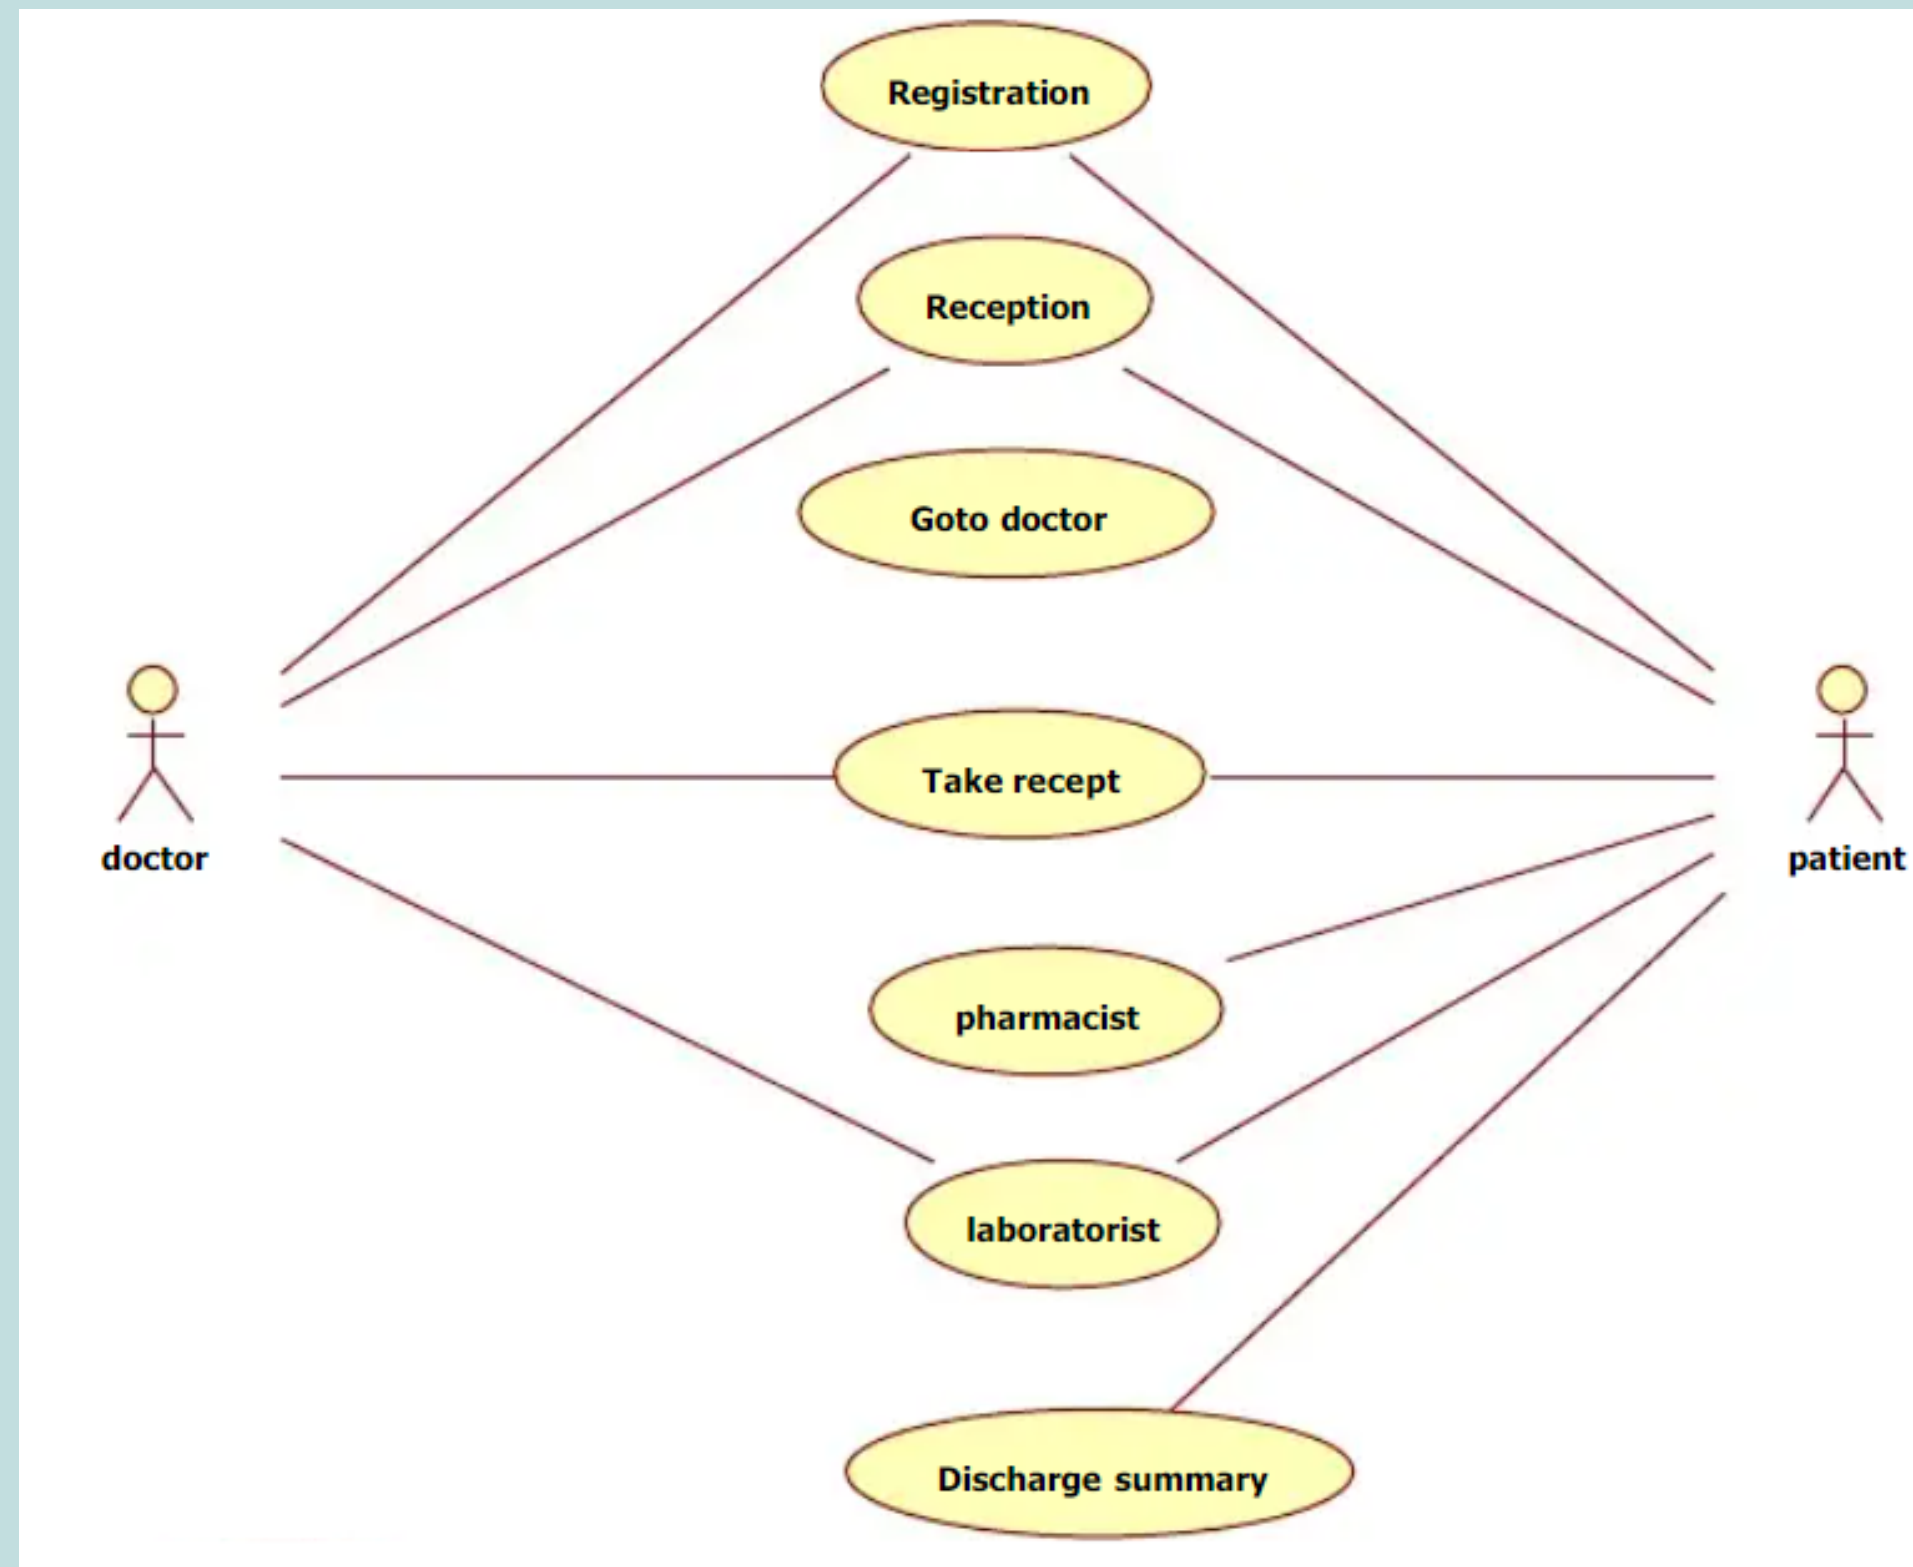 Registration
Reception
Goto doctor
Take recept
doctor
patient
pharmacist
laboratorist
Discharge summary